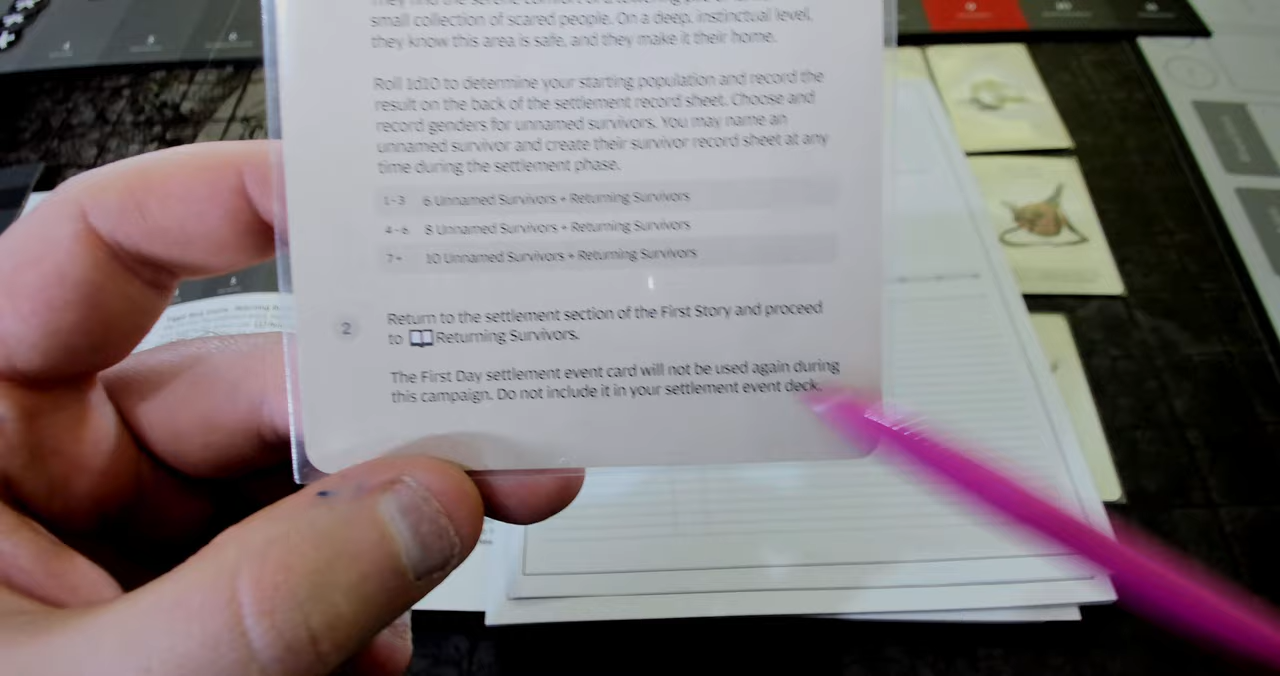 small collection of scared people. On a deep, instinctual level,
they know this area is safe, and they make it their home.
Roll 1d10 to determine your starting population and record the
result on the back of the settlement record sheet. Choose and
record genders for unnamed survivors. You may name an
unnamed survivor and create their survivor record sheet at any
time during the settlement phase.
1-3 6 Unnamed Survivors + Returning Survivors
4-6 8 Unnamed Survivors + Returning Survivors
7+ 10 Unnamed Survivors + Returning Survivors
2 Return to the settlement section of the First Story and proceed
to Returning Survivors.
The First Day settlement event card will not be used again during
this campaign. Do not include it in your settlement event deck.